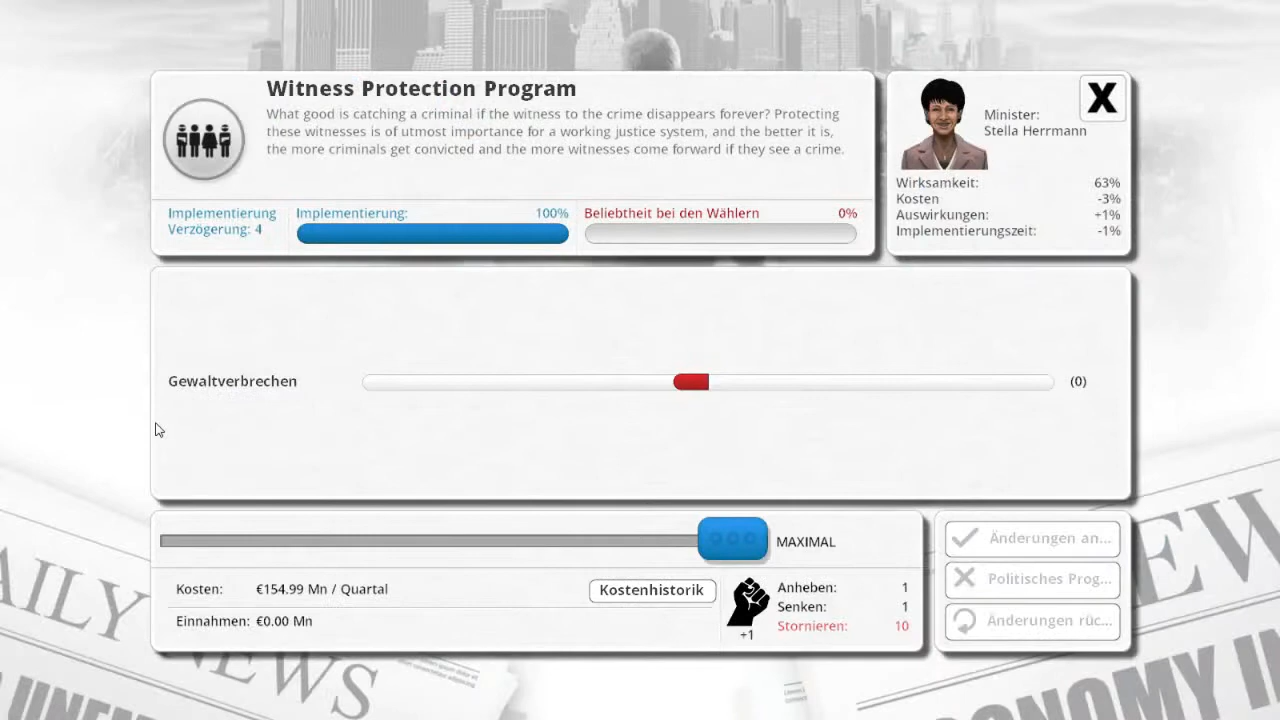 Witness Protection Program
What good is catching a criminal if the witness to the crime disappears forever? Protecting
these witnesses is of utmost importance for a working justice system, and the better it is,
the more criminals get convicted and the more witnesses come forward if they see a crime.
Implementierung
Verzögerung: 4
Implementierung: 100%
Beliebtheit bei den Wählern 0%
X
Minister:
Stella Herrmann
Wirksamkeit: 63%
Kosten -3%
Auswirkungen: +1%
Implementierungszeit: -1%
Gewaltverbrechen (0)
MAXIMAL
Kosten: €154.99 Mn / Quartal
Kostenhistorik
Einnahmen: €0.00 Mn
+1
Anheben: 1
Senken: 1
Stornieren: 10
Änderungen an...
Politisches Prog...
Änderungen rüc...
AILY
NEWS
NEW
ONOMY I